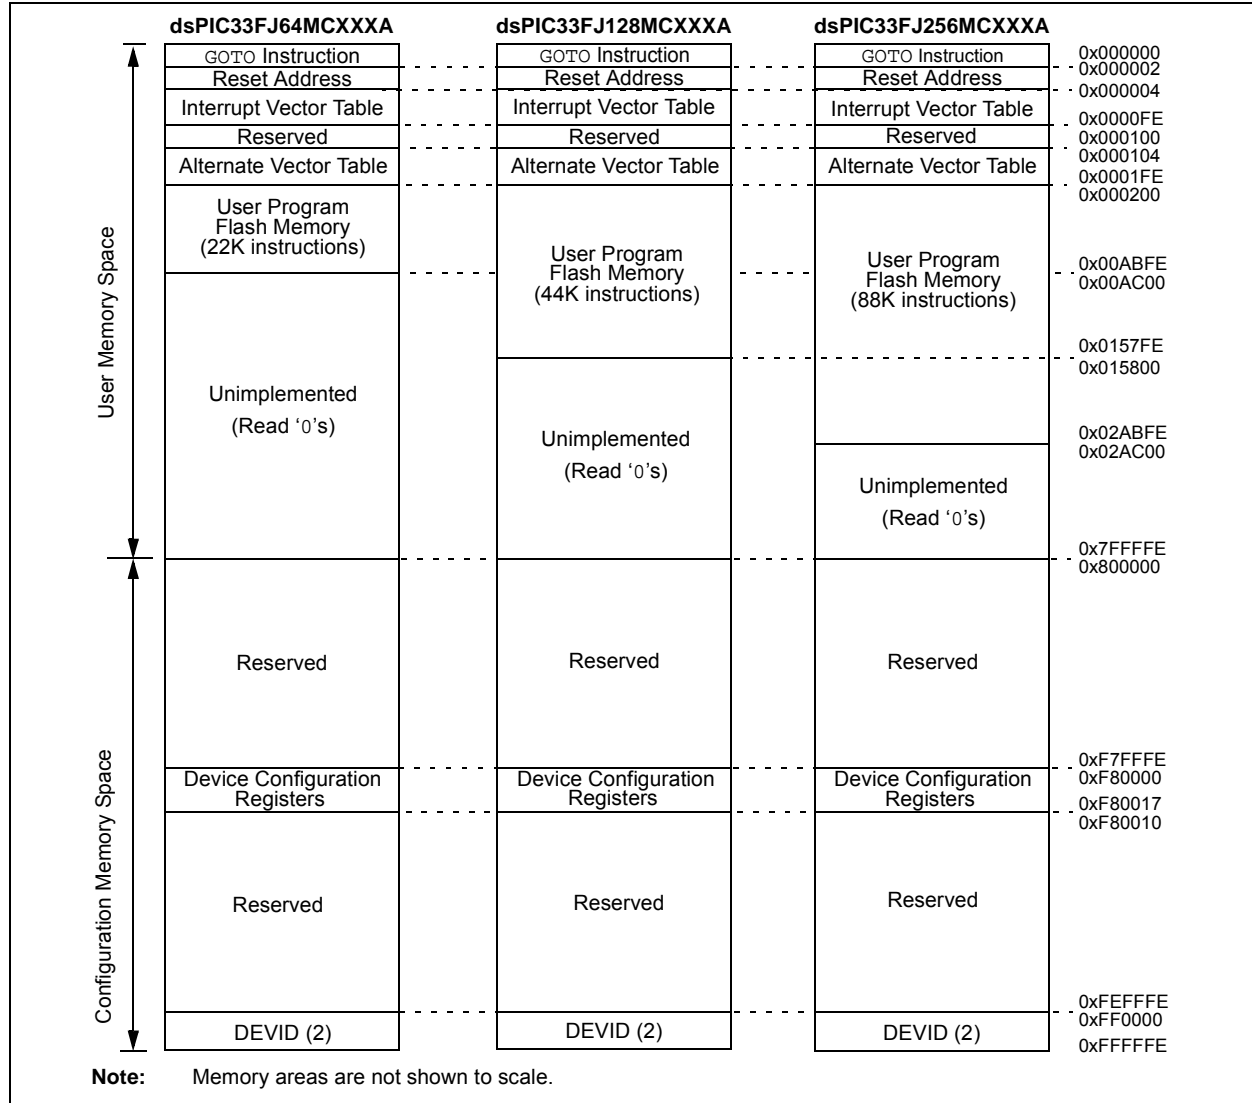 dsPIC33FJ64MCXXXA
GOTO Instruction
Reset Address
Interrupt Vector Table
Reserved
Alternate Vector Table
User Program
Flash Memory
(22K instructions)
Unimplemented
(Read ‘0’s)
Reserved
Device Configuration
Registers
Reserved
DEVID (2)
dsPIC33FJ128MCXXXA
GOTO Instruction
Reset Address
Interrupt Vector Table
Reserved
Alternate Vector Table
User Program
Flash Memory
(44K instructions)
Unimplemented
(Read ‘0’s)
Reserved
Device Configuration
Registers
Reserved
DEVID (2)
dsPIC33FJ256MCXXXA
GOTO Instruction
Reset Address
Interrupt Vector Table
Reserved
Alternate Vector Table
User Program
Flash Memory
(88K instructions)
Unimplemented
(Read ‘0’s)
Reserved
Device Configuration
Registers
Reserved
DEVID (2)
0x000000
0x000002
0x000004
0x0000FE
0x000100
0x000104
0x0001FE
0x000200
0x00ABFE
0x00AC00
0x0157FE
0x015800
0x02ABFE
0x02AC00
0x7FFFFE
0x800000
0xF7FFFE
0xF80000
0xF80017
0xF80010
0xFEFFFE
0xFF0000
0xFFFFFE
User Memory Space
Configuration Memory Space
Note: Memory areas are not shown to scale.